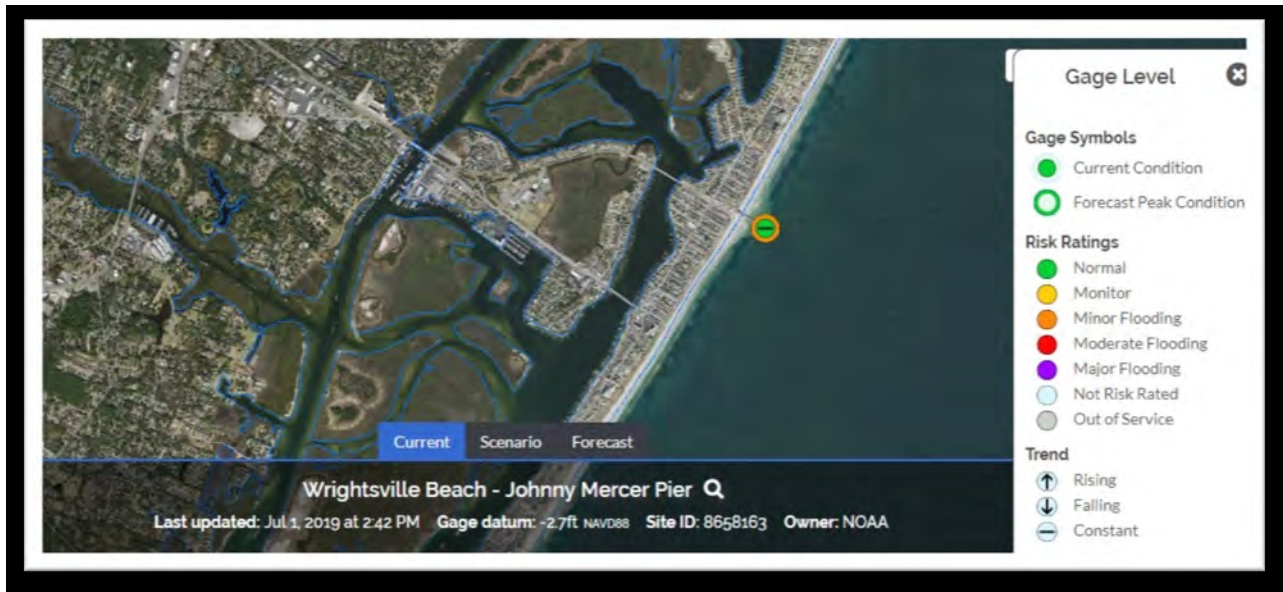 Gage Level
Gage Symbols
Current Condition
Forecast Peak Condition
Risk Ratings
Normal
Monitor
Minor Flooding
Moderate Flooding
Major Flooding
Not Risk Rated
Out of Service
Trend
Rising
Falling
Constant
Current Scenario Forecast
Wrightsville Beach - Johnny Mercer Pier
Last updated: Jul 1, 2019 at 2:42 PM Gage datum: -2.7ft NAVD88 Site ID: 8658163 Owner: NOAA